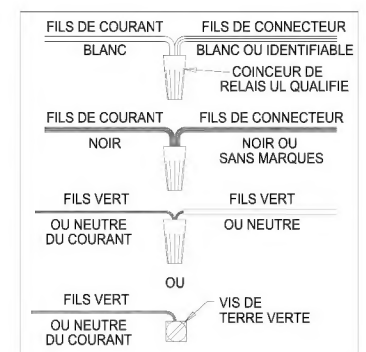 FILS DE COURANT FILS DE CONNECTEUR
BLANC BLANC OU IDENTIFIABLE
COINCEUR DE
RELAIS UL QUALIFIE
FILS DE COURANT FILS DE CONNECTEUR
NOIR NOIR OU
SANS MARQUES
FILS VERT FILS VERT
OU NEUTRE OU NEUTRE
DU COURANT
OU
FILS VERT VIS DE
TERRE VERTE
OU NEUTRE
DU COURANT